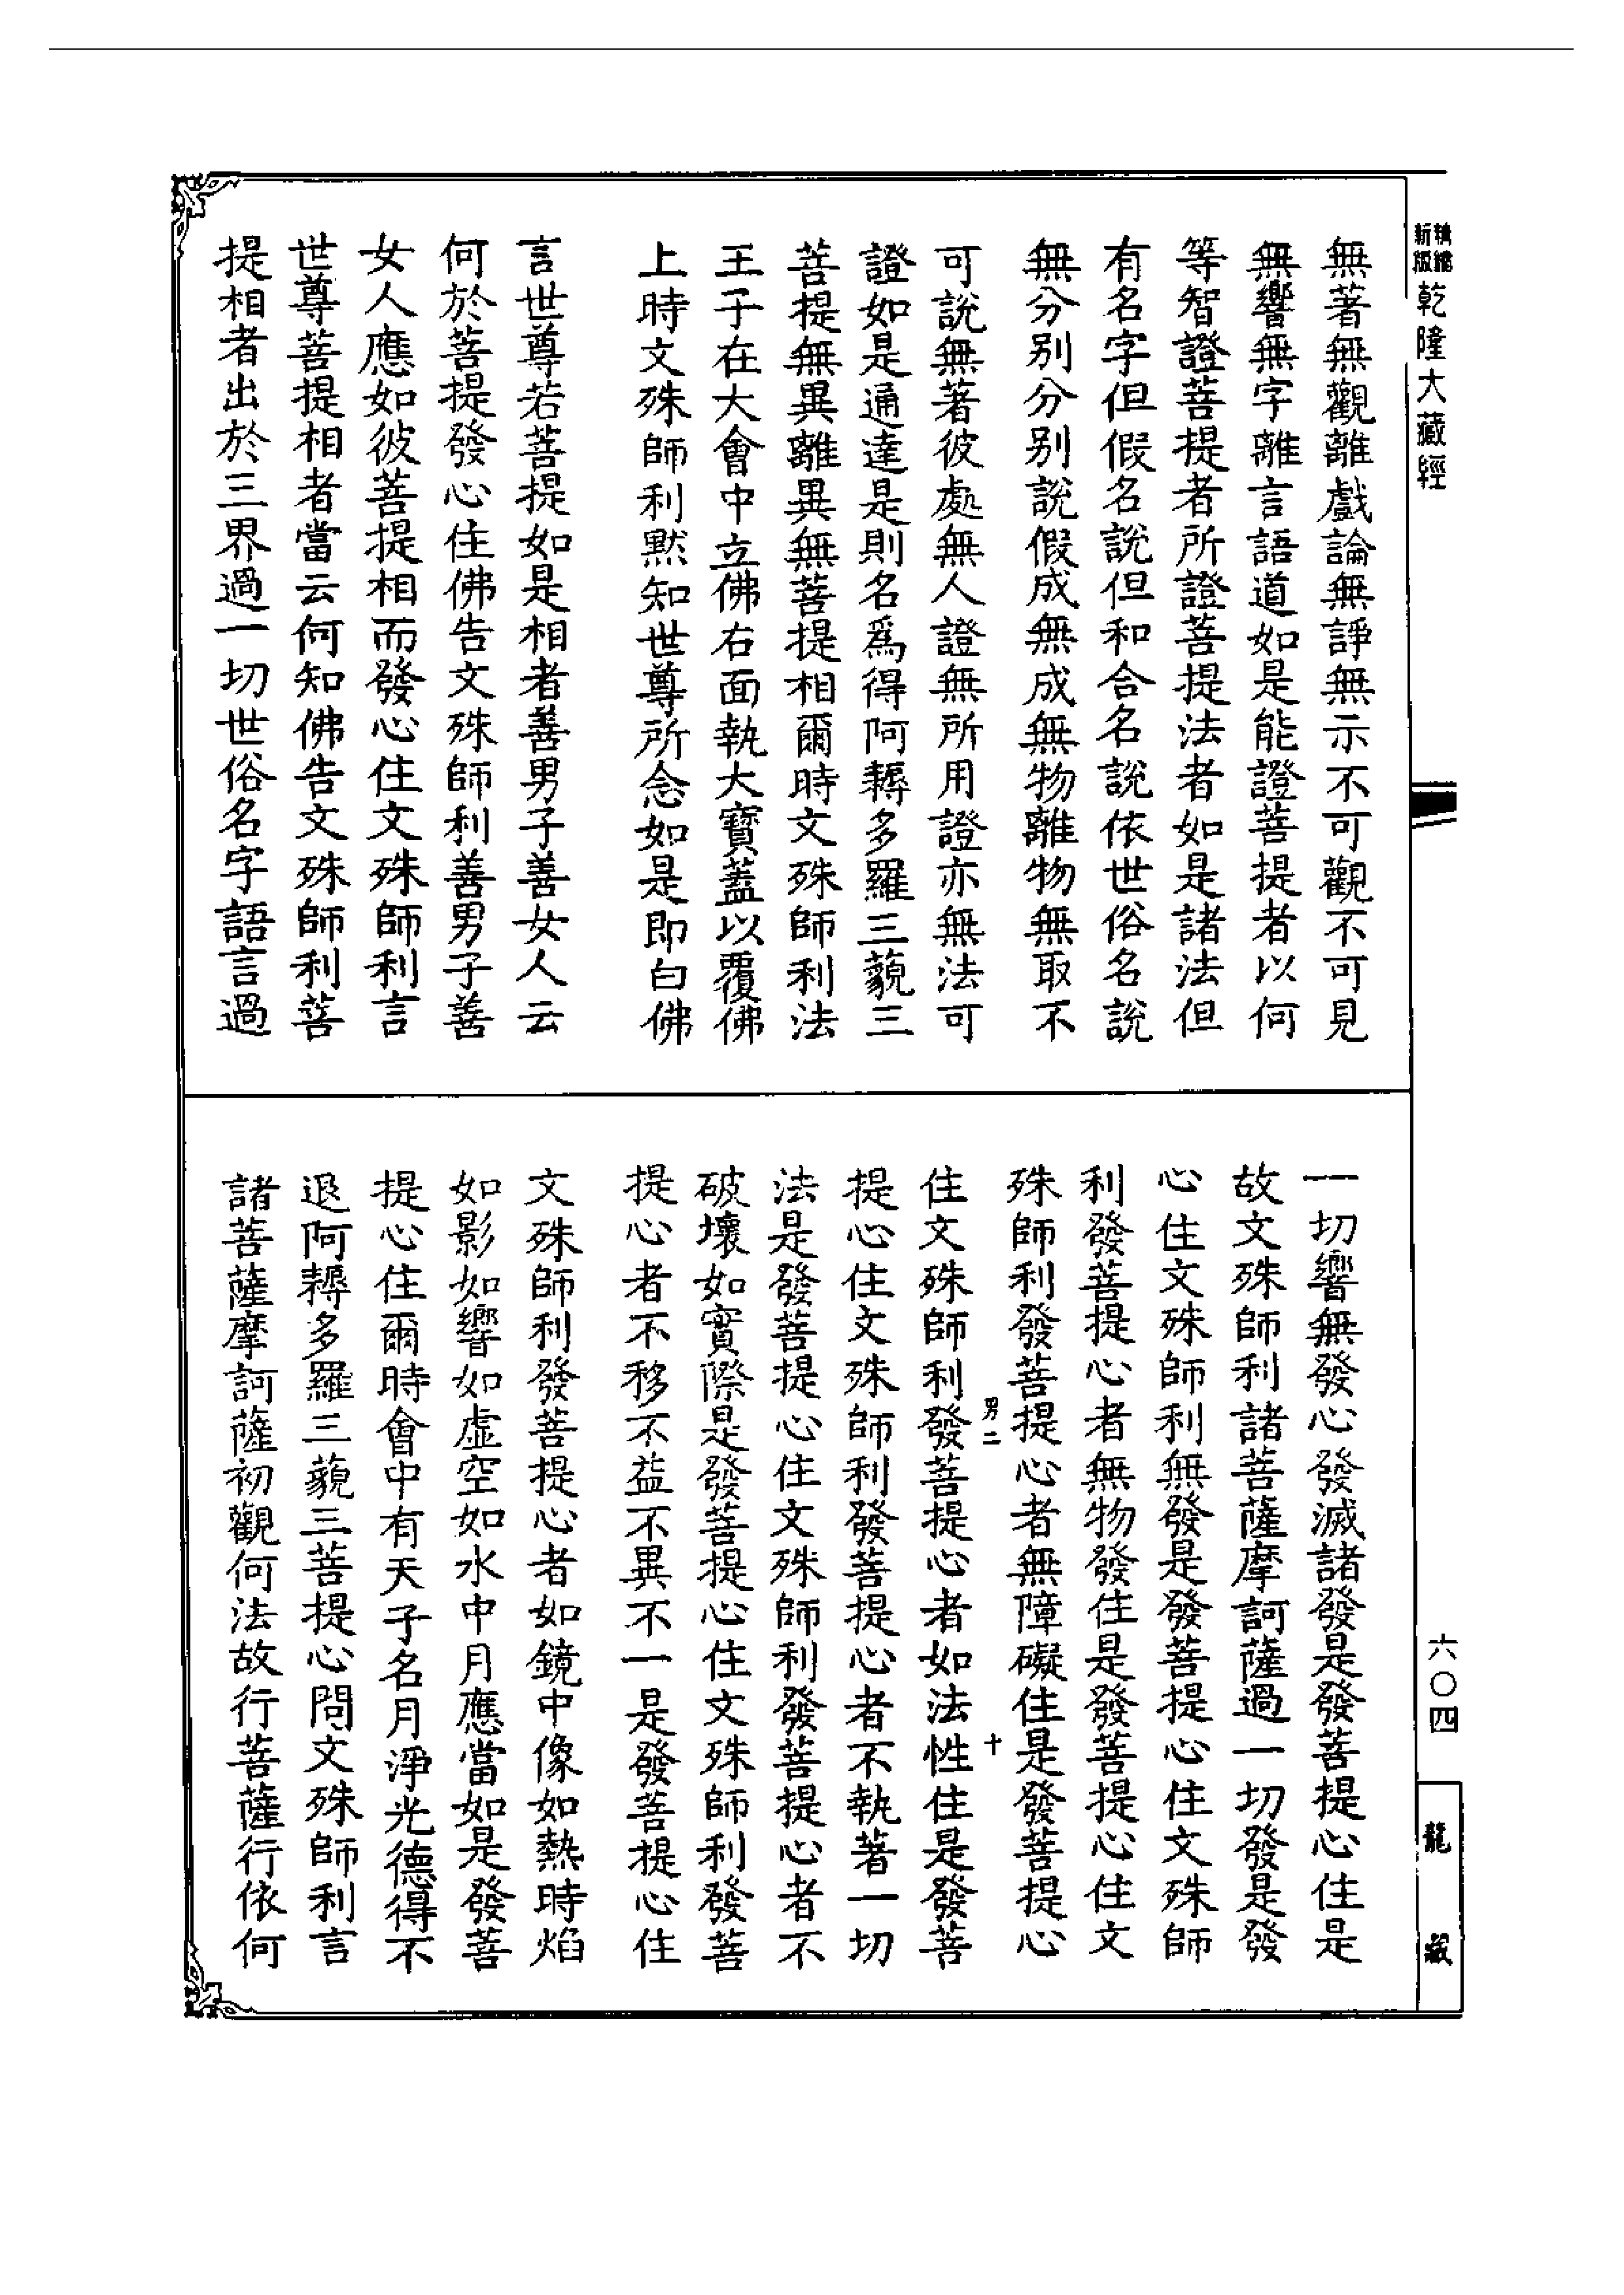 新版精縮乾隆大藏經
無著無觀離戲論無諍無示不可觀不可見
無響無字離言語道如是能證菩提者以何
等智證菩提者所證菩提法者如是諸法但
有名字但假名說但和合名說依世俗名說
無分別分別說假成無成無物離物無取不
可說無著彼處無人證無所用證亦無法可
證如是通達是則名爲得阿耨多羅三藐三
菩提無異離異無菩提相爾時文殊師利法
王子在大會中立佛右面執大寶蓋以覆佛
上時文殊師利黙知世尊所念如是即白佛
言世尊若菩提如是相者善男子善女人云
何於菩提發心住佛告文殊師利善男子善
女人應如彼菩提相而發心住文殊師利言
世尊菩提相者當云何知佛告文殊師利菩
提相者出於三界過一切世俗名字語言過
一切響無發心發滅諸發是發菩提心住是
故文殊師利諸菩薩摩訶薩過一切發是發
心住文殊師利無發是發菩提心住文殊師
利發菩提心者無物發住是發菩提心住文
殊師利發菩提心者無障礙住是發菩提心
男二 十
住文殊師利發菩提心者如法性住是發菩
提心住文殊師利發菩提心者不執著一切
法是發菩提心住文殊師利發菩提心者不
破壞如實際是發菩提心住文殊師利發菩
提心者不移不益不異不一是發菩提心住
文殊師利發菩提心者如鏡中像如熱時焰
如影如響如虛空如水中月應當如是發菩
提心住爾時會中有天子名月淨光德得不
退阿耨多羅三藐三菩提心問文殊師利言
諸菩薩摩訶薩初觀何法故行菩薩行依何
六〇四
龍藏